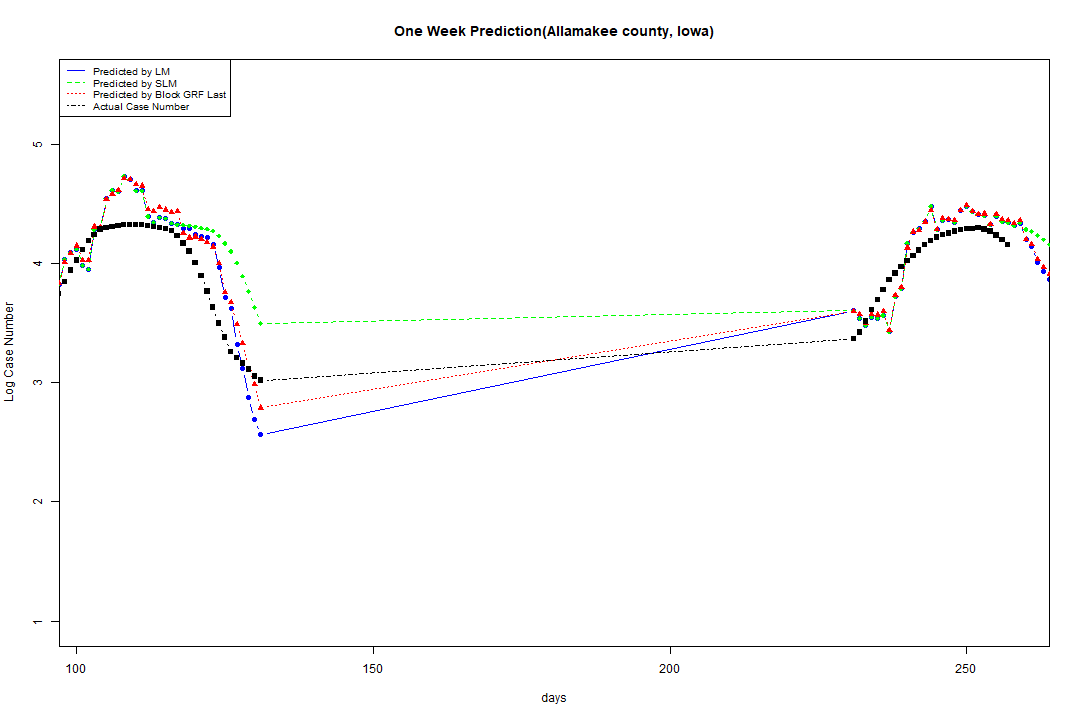 One Week Prediction(Allamakee county, Iowa)
Predicted by LM
Predicted by SLM
Predicted by Block GRF Last
Actual Case Number
5
4
3
2
1
Log Case Number
100 150 200 250
days